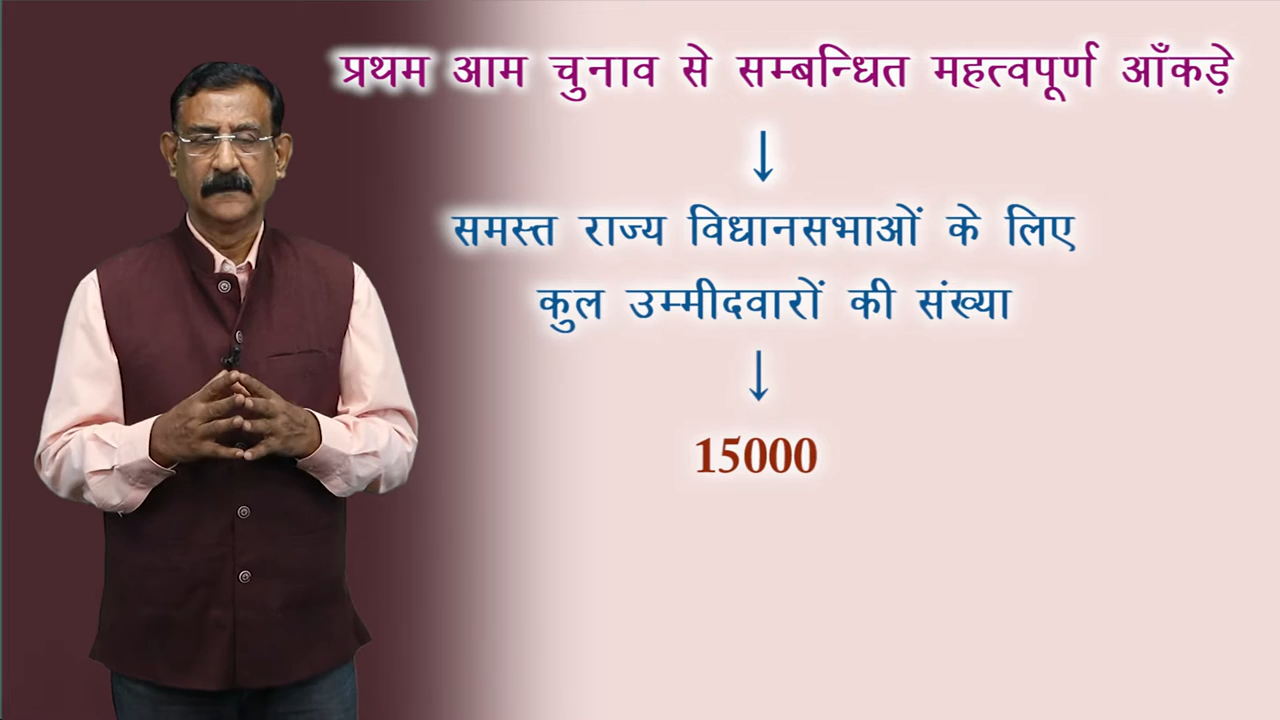 प्रथम आम चुनाव से सम्बन्धित महत्वपूर्ण आँकड़े
↓
समस्त राज्य विधानसभाओं के लिए
कुल उम्मीदवारों की संख्या
↓
15000